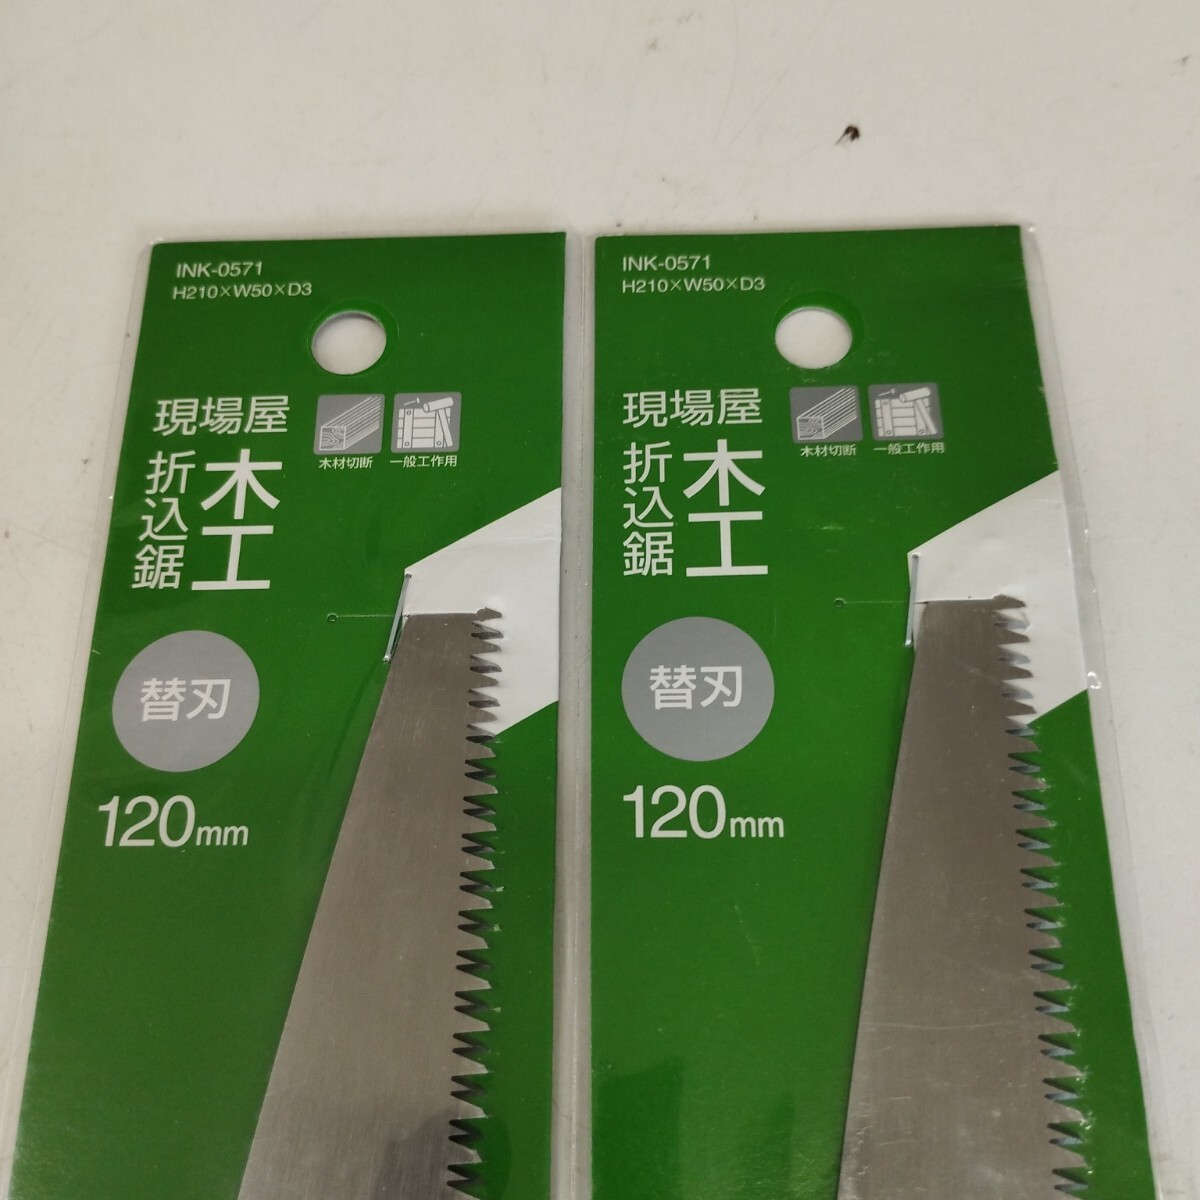 INK-0571
H210×W50×D3
現場屋
木材切断
一般工作用
木工
折込鋸
替刃
120mm
INK-0571
H210×W50×D3
現場屋
木材切断
一般工作用
木工
折込鋸
替刃
120mm